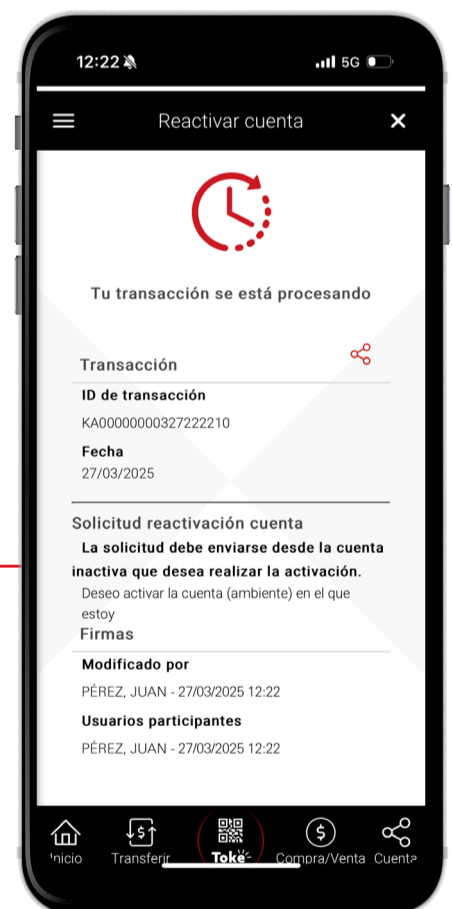 12:22 5G
Reactivar cuenta
Tu transacción se está procesando
Transacción
ID de transacción
KA00000000327222210
Fecha
27/03/2025
Solicitud reactivación cuenta
La solicitud debe enviarse desde la cuenta
inactiva que desea realizar la activación.
Deseo activar la cuenta (ambiente) en el que
estoy
Firmas
Modificado por
PÉREZ, JUAN - 27/03/2025 12:22
Usuarios participantes
PÉREZ, JUAN - 27/03/2025 12:22
Inicio Transferir Toke Compra/Venta Cuenta